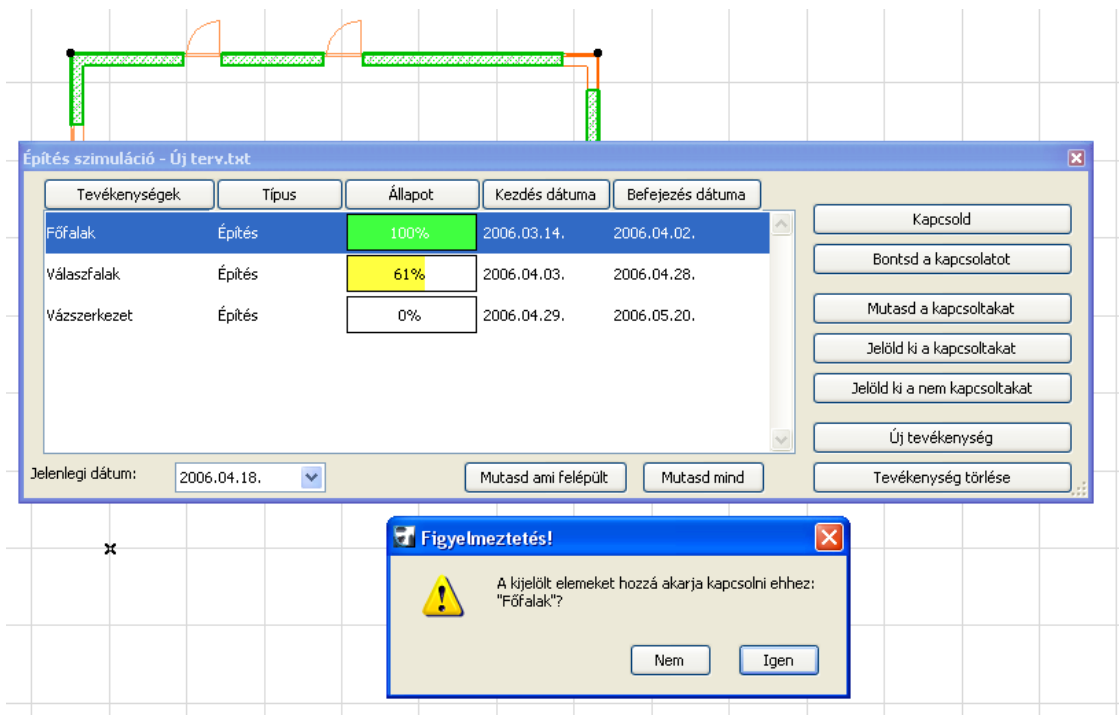 Építés szimuláció - Új terv.txt
Tevékenységek Típus Állapot Kezdés dátuma Befejezés dátuma
Főfalak Építés 100% 2006.03.14. 2006.04.02.
Válaszfalak Építés 61% 2006.04.03. 2006.04.28.
Vázszerkezet Építés 0% 2006.04.29. 2006.05.20.
Kapcsold
Bontsd a kapcsolatot
Mutasd a kapcsoltakat
Jelöld ki a kapcsoltakat
Jelöld ki a nem kapcsoltakat
Új tevékenység
Tevékenység törlése
Jelenlegi dátum: 2006.04.18. Mutasd ami felépült Mutasd mind
Figyelmeztetés!
A kijelölt elemeket hozzá akarja kapcsolni ehhez:
"Főfalak"?
Nem Igen